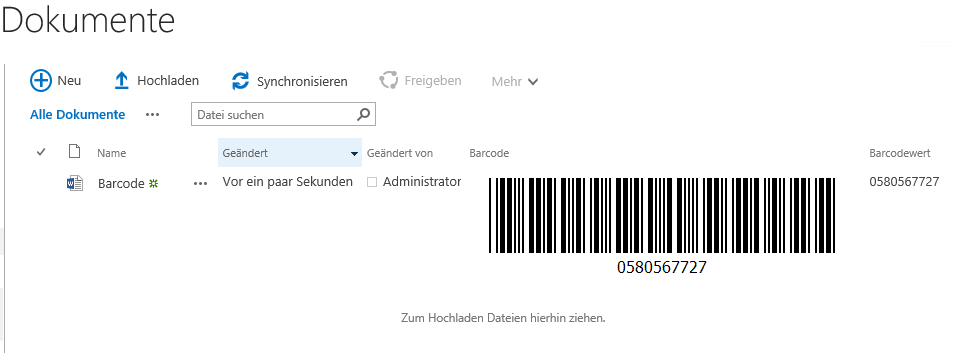 Dokumente
Neu Hochladen Synchronisieren Freigeben Mehr
Alle Dokumente ••• Datei suchen
Name Geändert Geändert von Barcode Barcodewert
Barcode ••• Vor ein paar Sekunden Administrator 0580567727
0580567727
Zum Hochladen Dateien hierhin ziehen.